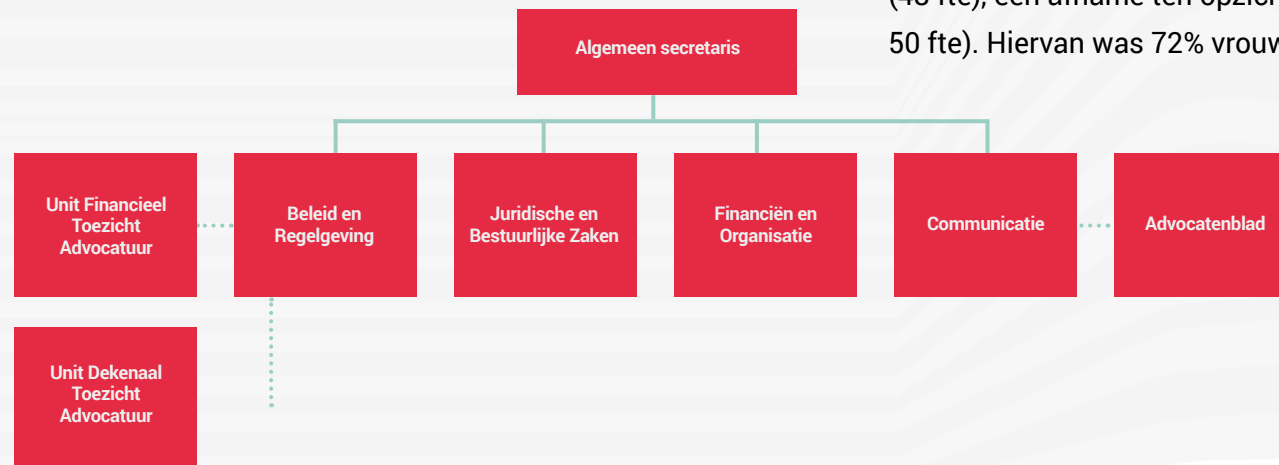 50 fte). Hiervan was 72% vrouw
Algemeen secretaris
Unit Financieel
Toezicht
Advocatuur
Beleid en
Regelgeving
Juridische en
Bestuurlijke Zaken
Financiën en
Organisatie
Communicatie
Advocatenblad
Unit Dekenaal
Toezicht
Advocatuur